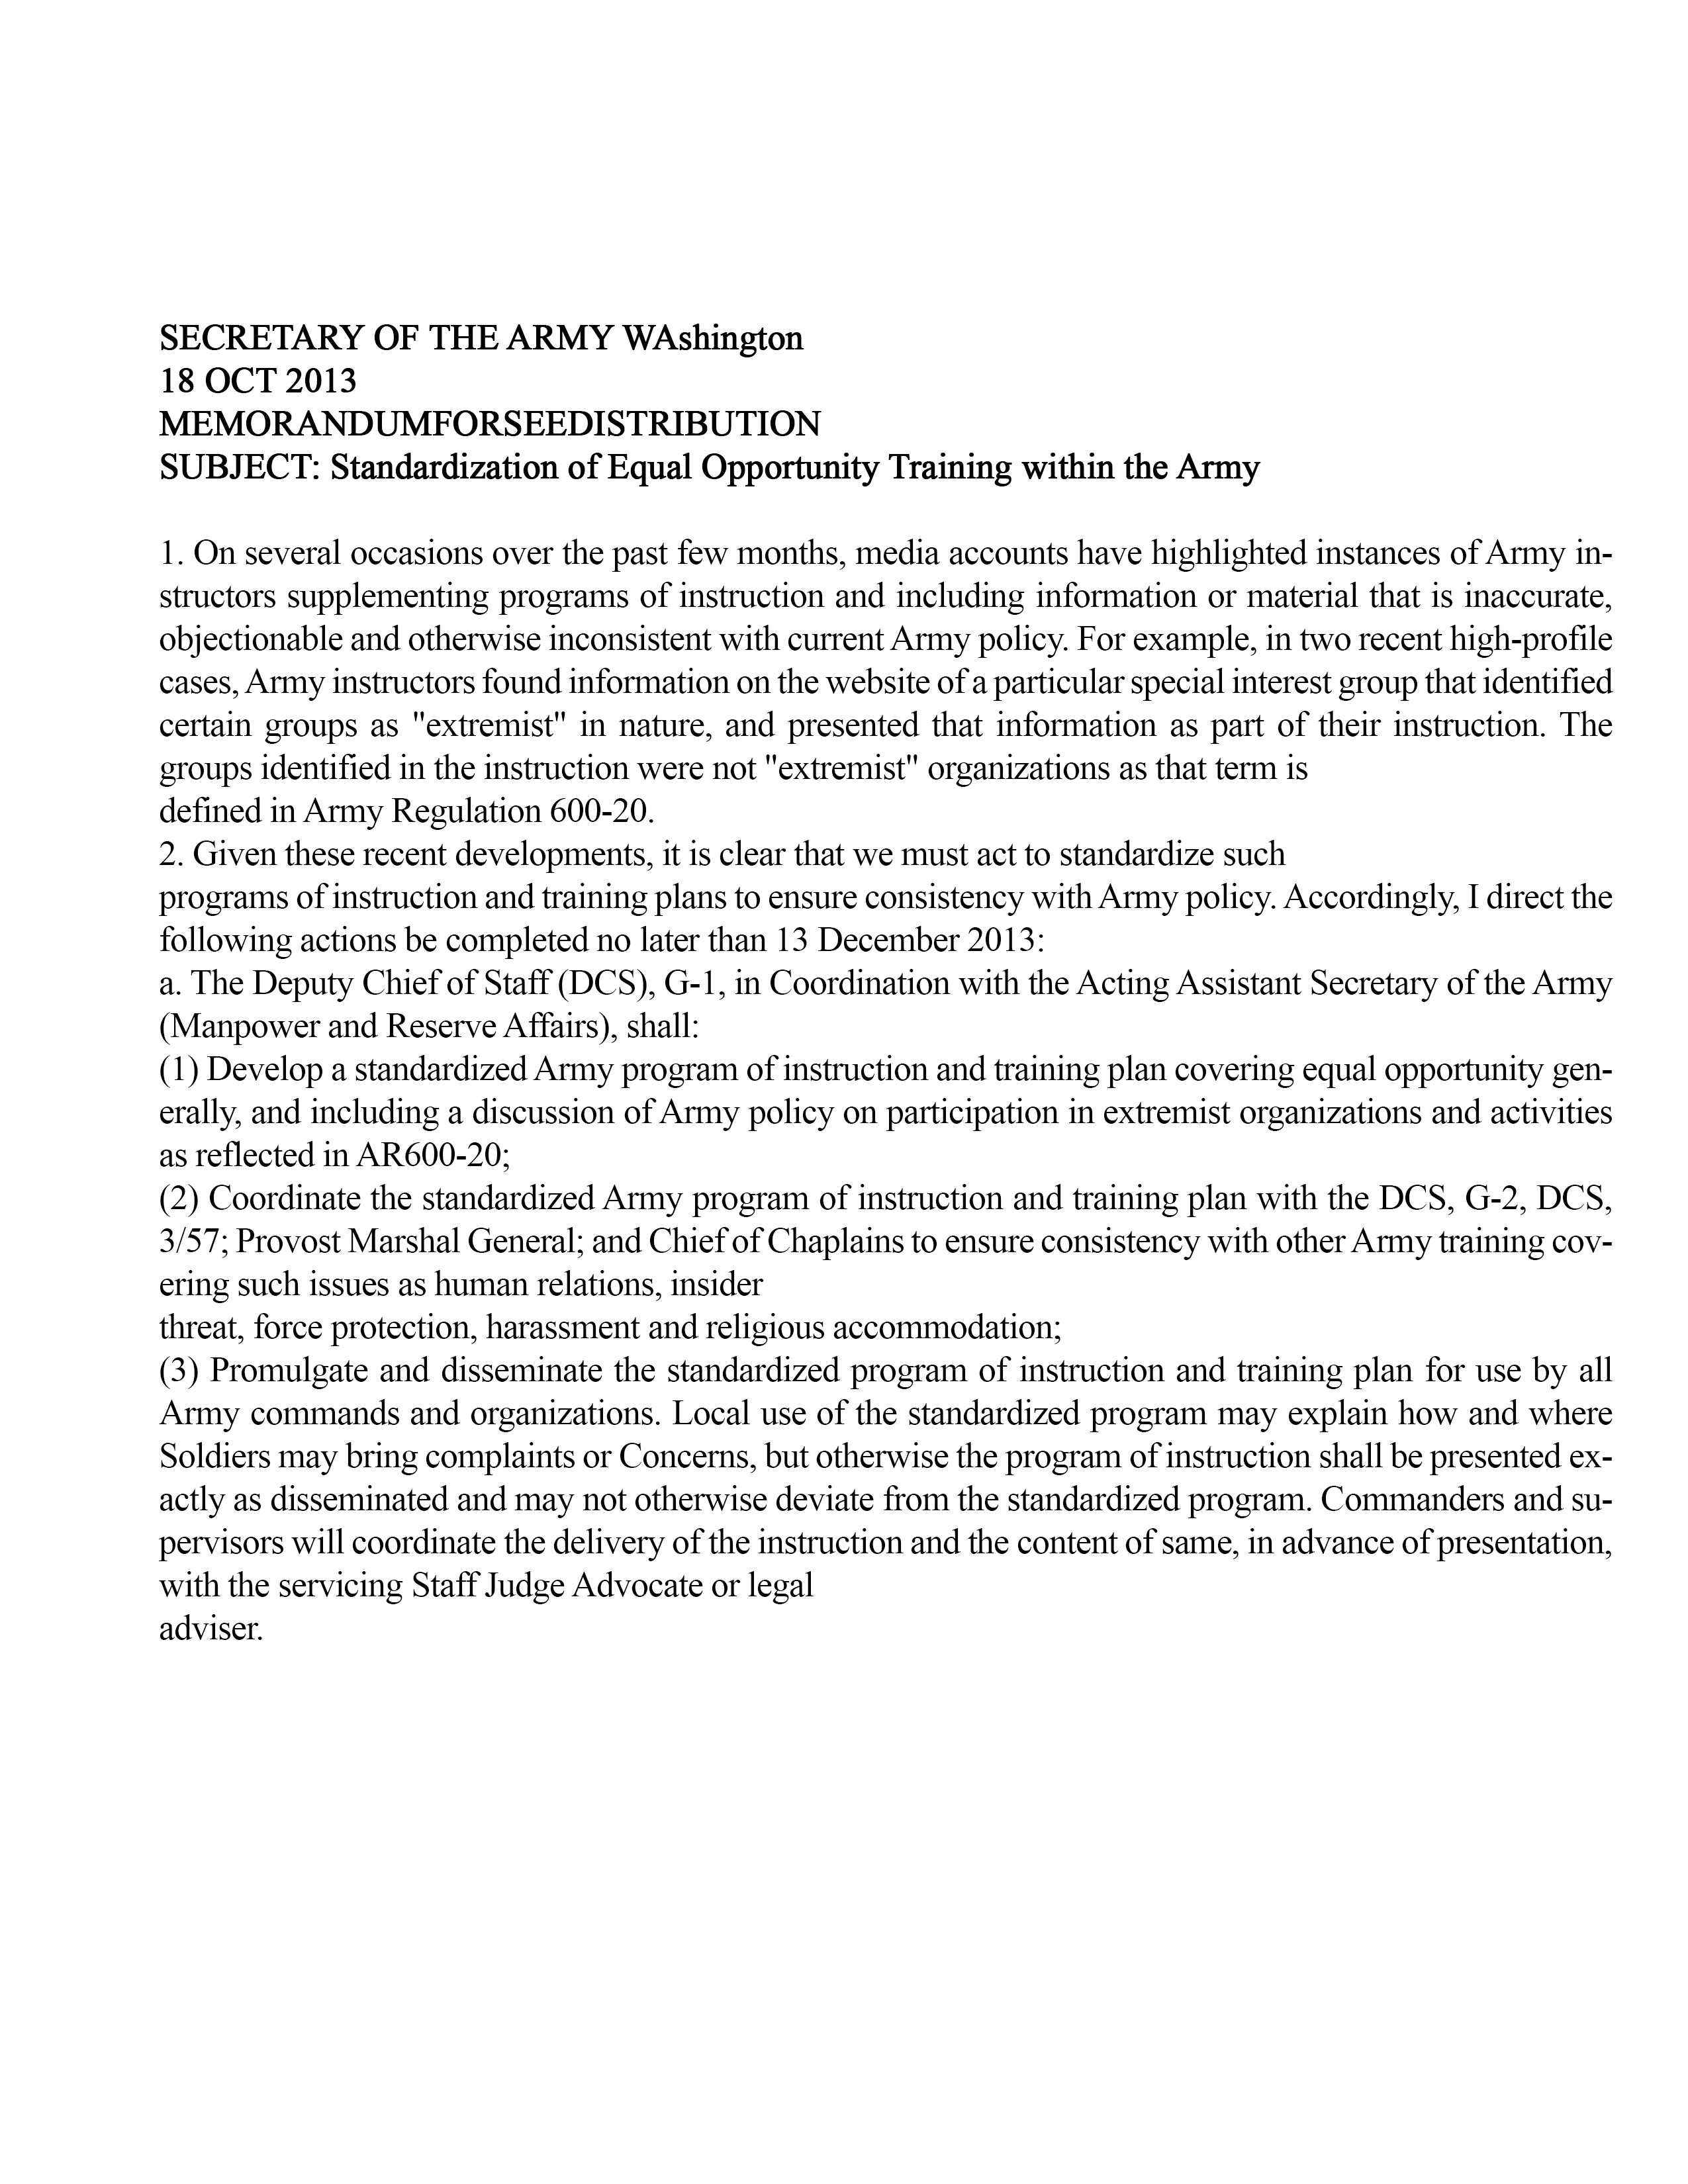 SECRETARY OF THE ARMY WAshington
18 OCT 2013
MEMORANDUMFORSEEDISTRIBUTION
SUBJECT: Standardization of Equal Opportunity Training within the Army
1. On several occasions over the past few months, media accounts have highlighted instances of Army in-
structors supplementing programs of instruction and including information or material that is inaccurate,
objectionable and otherwise inconsistent with current Army policy. For example, in two recent high-profile
cases, Army instructors found information on the website of a particular special interest group that identified
certain groups as "extremist" in nature, and presented that information as part of their instruction. The
groups identified in the instruction were not "extremist" organizations as that term is
defined in Army Regulation 600-20.
2. Given these recent developments, it is clear that we must act to standardize such
programs of instruction and training plans to ensure consistency with Army policy. Accordingly, I direct the
following actions be completed no later than 13 December 2013:
a. The Deputy Chief of Staff (DCS), G-1, in Coordination with the Acting Assistant Secretary of the Army
(Manpower and Reserve Affairs), shall:
(1) Develop a standardized Army program of instruction and training plan covering equal opportunity gen-
erally, and including a discussion of Army policy on participation in extremist organizations and activities
as reflected in AR600-20;
(2) Coordinate the standardized Army program of instruction and training plan with the DCS, G-2, DCS,
3/57; Provost Marshal General; and Chief of Chaplains to ensure consistency with other Army training cov-
ering such issues as human relations, insider
threat, force protection, harassment and religious accommodation;
(3) Promulgate and disseminate the standardized program of instruction and training plan for use by all
Army commands and organizations. Local use of the standardized program may explain how and where
Soldiers may bring complaints or Concerns, but otherwise the program of instruction shall be presented ex-
actly as disseminated and may not otherwise deviate from the standardized program. Commanders and su-
pervisors will coordinate the delivery of the instruction and the content of same, in advance of presentation,
with the servicing Staff Judge Advocate or legal
adviser.